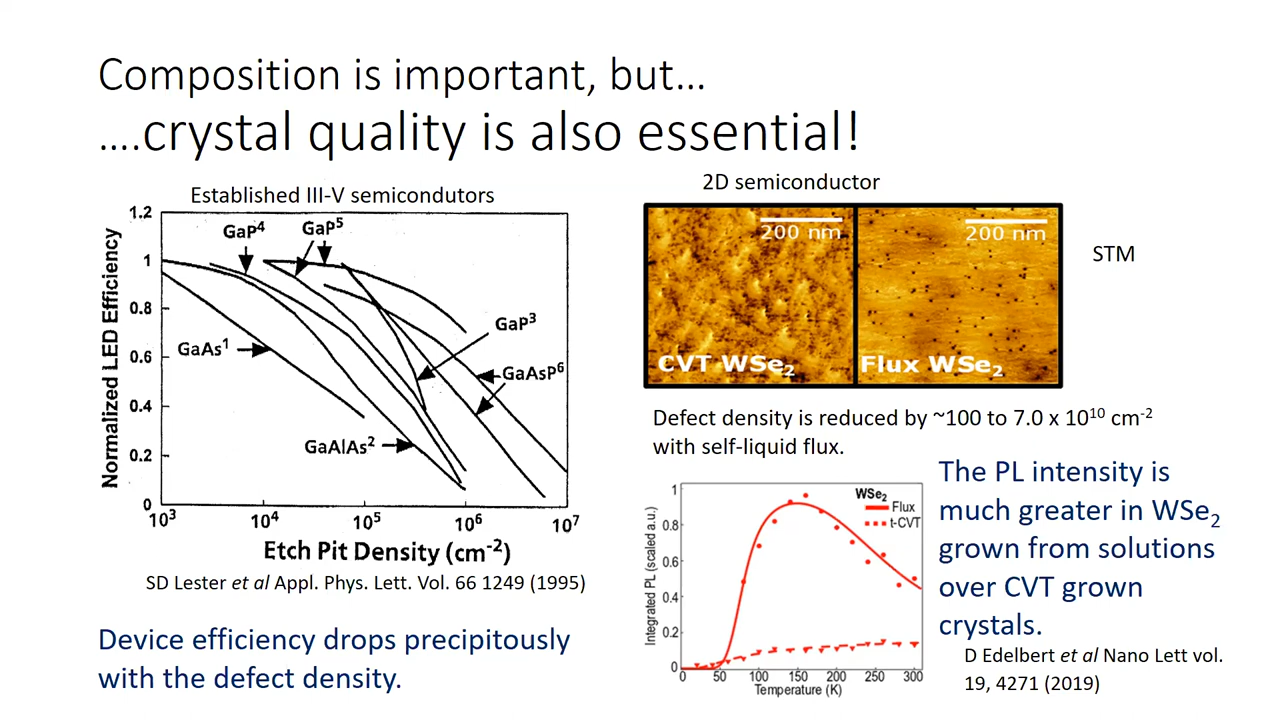 Composition is important, but…
….crystal quality is also essential!
Established III-V semicondutors
1.2
1
0.8
0.6
0.4
0.2
0
Normalized LED Efficiency
GaP⁴
GaP⁵
GaP³
GaAs¹
GaAsP⁶
GaAlAs²
10³
10⁴
10⁵
10⁶
10⁷
Etch Pit Density (cm⁻²)
SD Lester et al Appl. Phys. Lett. Vol. 66 1249 (1995)
Device efficiency drops precipitously
with the defect density.
2D semiconductor
200 nm
200 nm
CVT WSe₂
Flux WSe₂
STM
Defect density is reduced by ~100 to 7.0 x 10¹⁰ cm⁻²
with self-liquid flux.
1
0.8
0.6
0.4
0.2
0
Integrated PL (scaled a.u.)
WSe₂
Flux
t-CVT
0
50
100
150
200
250
300
Temperature (K)
The PL intensity is
much greater in WSe₂
grown from solutions
over CVT grown
crystals.
D Edelbert et al Nano Lett vol.
19, 4271 (2019)